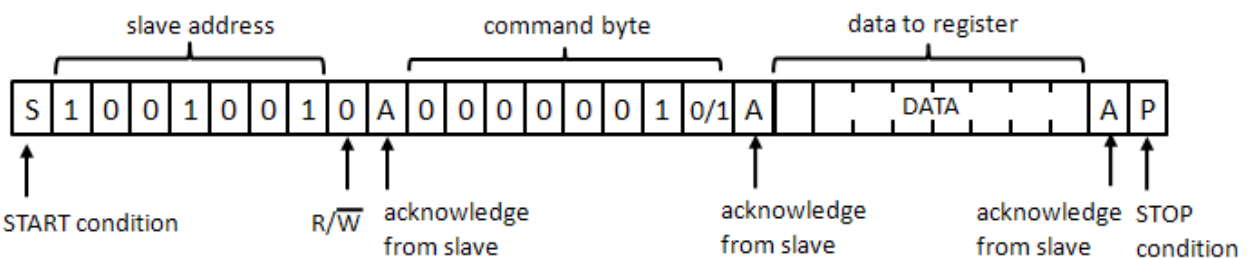 slave address command byte data to register
S 1 0 0 1 0 0 1 0 A 0 0 0 0 0 0 1 0/1 A DATA A P
START condition R/W̅ acknowledge from slave acknowledge from slave acknowledge from slave STOP condition